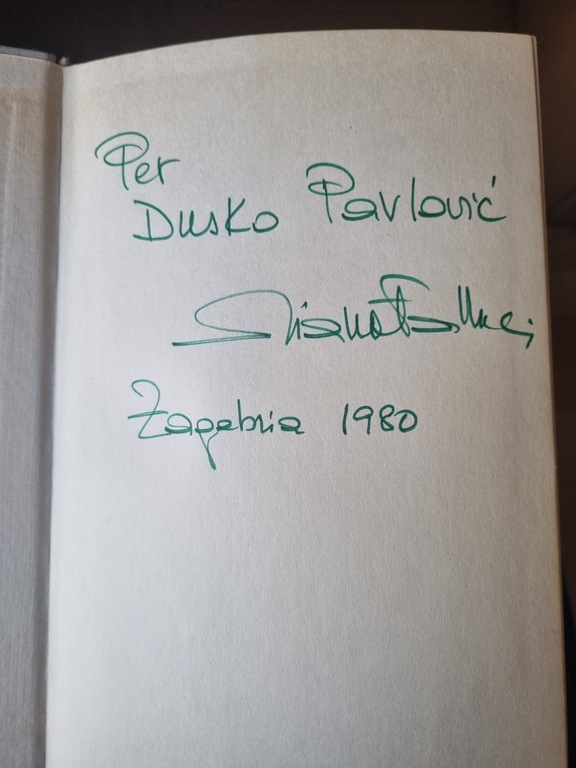 Per
Dusko Pavlović
Zagabria 1980